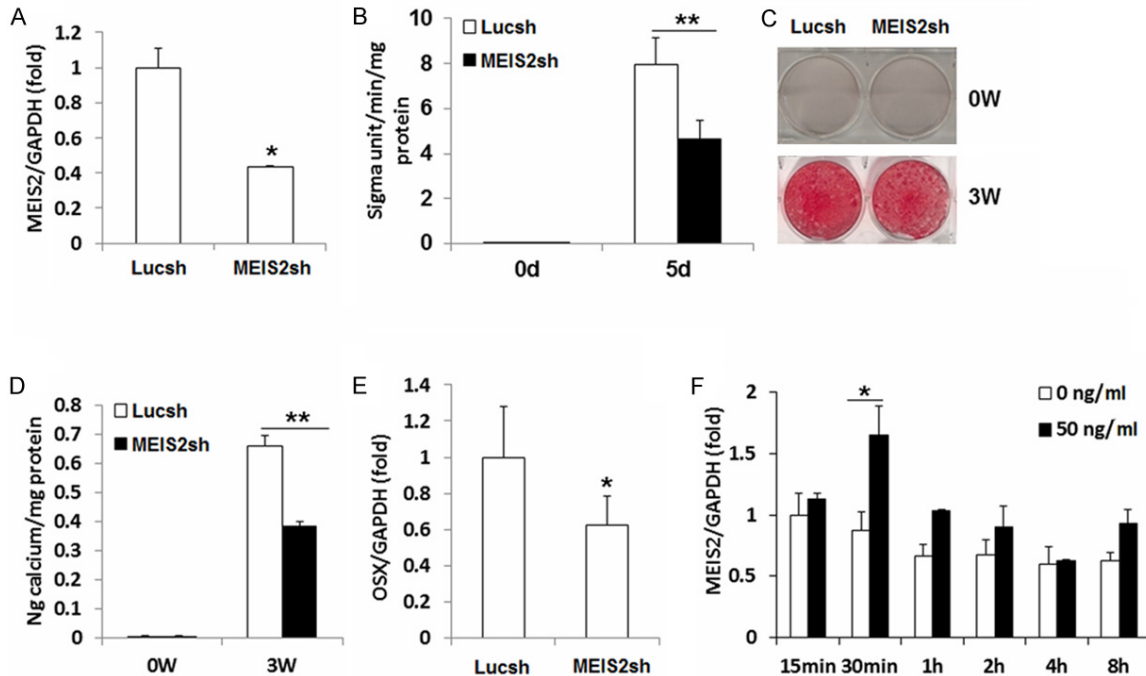 A
MEIS2/GAPDH (fold)
1.2
1
0.8
0.6
0.4
0.2
0
*
Lucsh MEIS2sh
B
Sigma unit/min/mg
protein
10
8
6
4
2
0
Lucsh
MEIS2sh
**
0d 5d
C
Lucsh MEIS2sh
0W
3W
D
Ng calcium/mg protein
0.8
0.7
0.6
0.5
0.4
0.3
0.2
0.1
0
Lucsh
MEIS2sh
**
0W 3W
E
OSX/GAPDH (fold)
1.4
1.2
1
0.8
0.6
0.4
0.2
0
*
Lucsh MEIS2sh
F
MEIS2/GAPDH (fold)
2
1.5
1
0.5
0
*
0 ng/ml
50 ng/ml
15min 30min 1h 2h 4h 8h